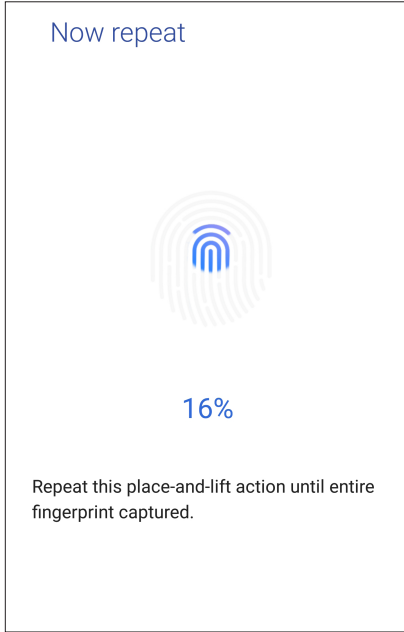 Now repeat
16%
Repeat this place-and-lift action until entire
fingerprint captured.